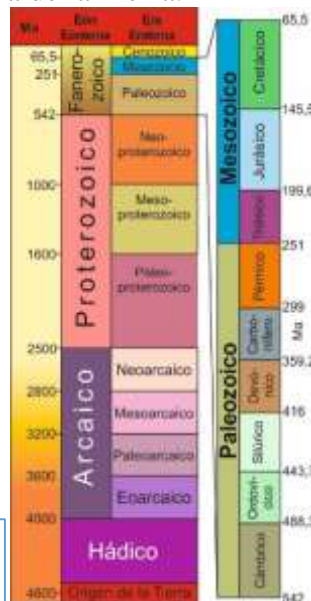 Ma
Eón
Eontema
Era
Eratema
65,5
251
542
1000
1600
2500
2800
3200
3600
4000
4600
Fanero-
zoico
Proterozoico
Arcaico
Hádico
Origen de la Tierra
Cenozoico
Mesozoico
Paleozoico
Neo-
proterozoico
Meso-
proterozoico
Paleo-
proterozoico
Neoarcaico
Mesoarcaico
Paleoarcaico
Eoarcaico
Mesozoico
Paleozoico
Cretácico
Jurásico
Triásico
Pérmico
Carbo-
nífero
Devó-
nico
Silúrico
Ordoví-
cico
Cámbrico
65,5
145,5
199,6
251
299
Ma
359,2
416
443,7
488,3
542